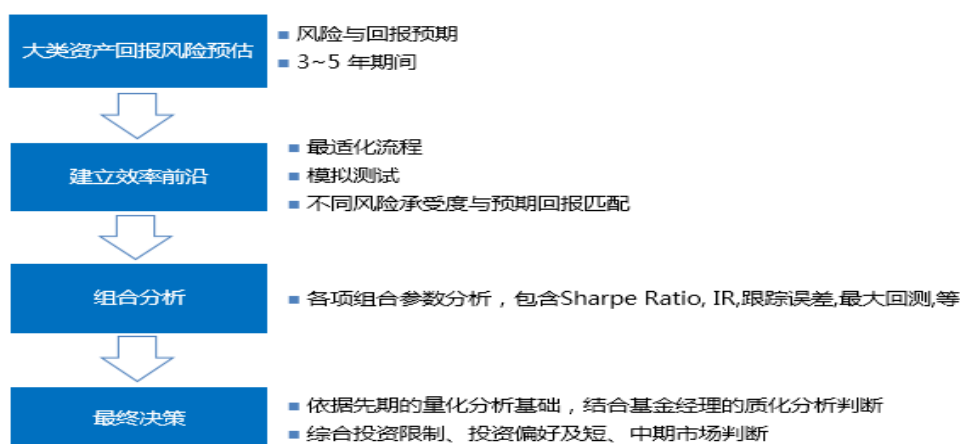 大类资产回报风险预估
风险与回报预期
3~5 年期间
建立效率前沿
最适化流程
模拟测试
不同风险承受度与预期回报匹配
组合分析
各项组合参数分析，包含Sharpe Ratio, IR,跟踪误差,最大回测,等
最终决策
依据先期的量化分析基础，结合基金经理的质化分析判断
综合投资限制、投资偏好及短、中期市场判断